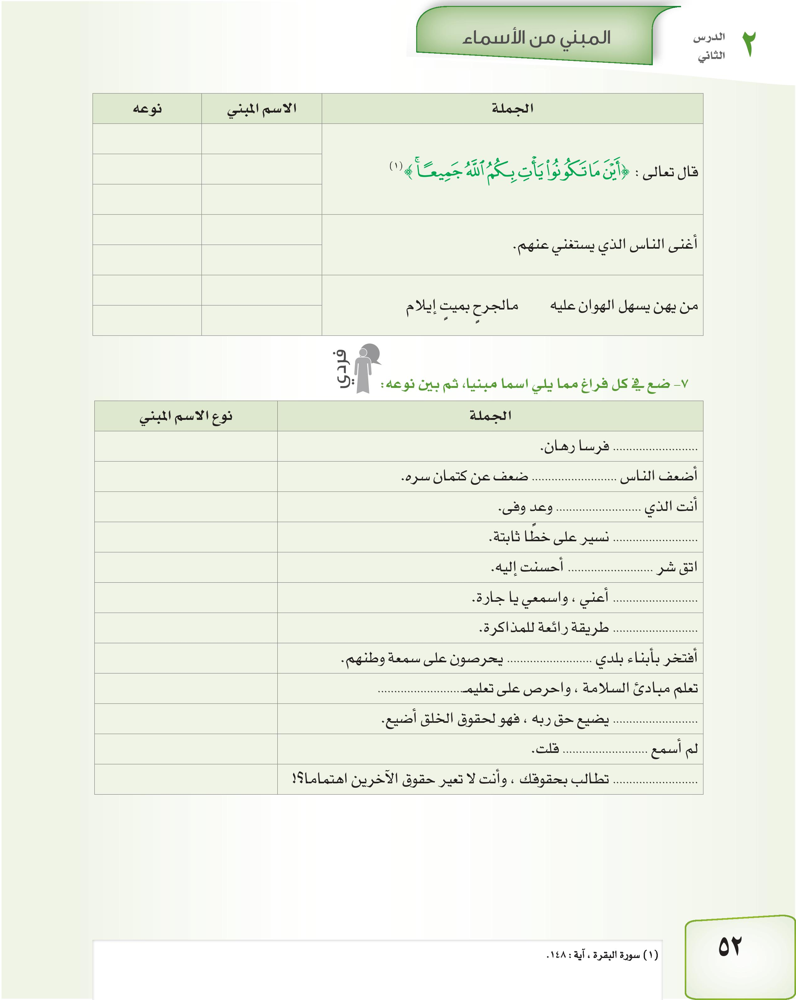 ٢
الدرس
الثاني
المبني من الأسماء
الجملة
الاسم المبني
نوعه
قال تعالى : ﴿أَيْنَ مَا تَكُونُوا۟ يَأْتِ بِكُمُ ٱللَّهُ جَمِيعًا ۚ﴾ (١)
أغنى الناس الذي يستغني عنهم.
من يهن يسهل الهوان عليه مالجرحٍ بميتٍ إيلام
فردي
٧- ضع في كل فراغ مما يلي اسما مبنيا، ثم بين نوعه:
الجملة
نوع الاسم المبني
.......................... فرسا رهان.
أضعف الناس .......................... ضعف عن كتمان سره.
أنت الذي .......................... وعد وفى.
.......................... نسير على خطًا ثابتة.
اتق شر .......................... أحسنت إليه.
.......................... أعني ، واسمعي يا جارة.
.......................... طريقة رائعة للمذاكرة.
أفتخر بأبناء بلدي .......................... يحرصون على سمعة وطنهم.
تعلم مبادئ السلامة ، واحرص على تعليمـ..........................
.......................... يضيع حق ربه ، فهو لحقوق الخلق أضيع.
لم أسمع .......................... قلت.
.......................... تطالب بحقوقك ، وأنت لا تعير حقوق الآخرين اهتماما؟!
(١) سورة البقرة ، آية : ١٤٨.
٥٢